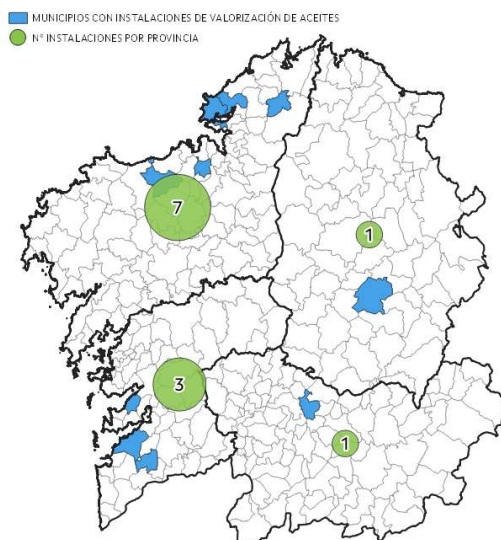 MUNICIPIOS CON INSTALACIONES DE VALORIZACIÓN DE ACEITES
Nº INSTALACIONES POR PROVINCIA
7
1
3
1